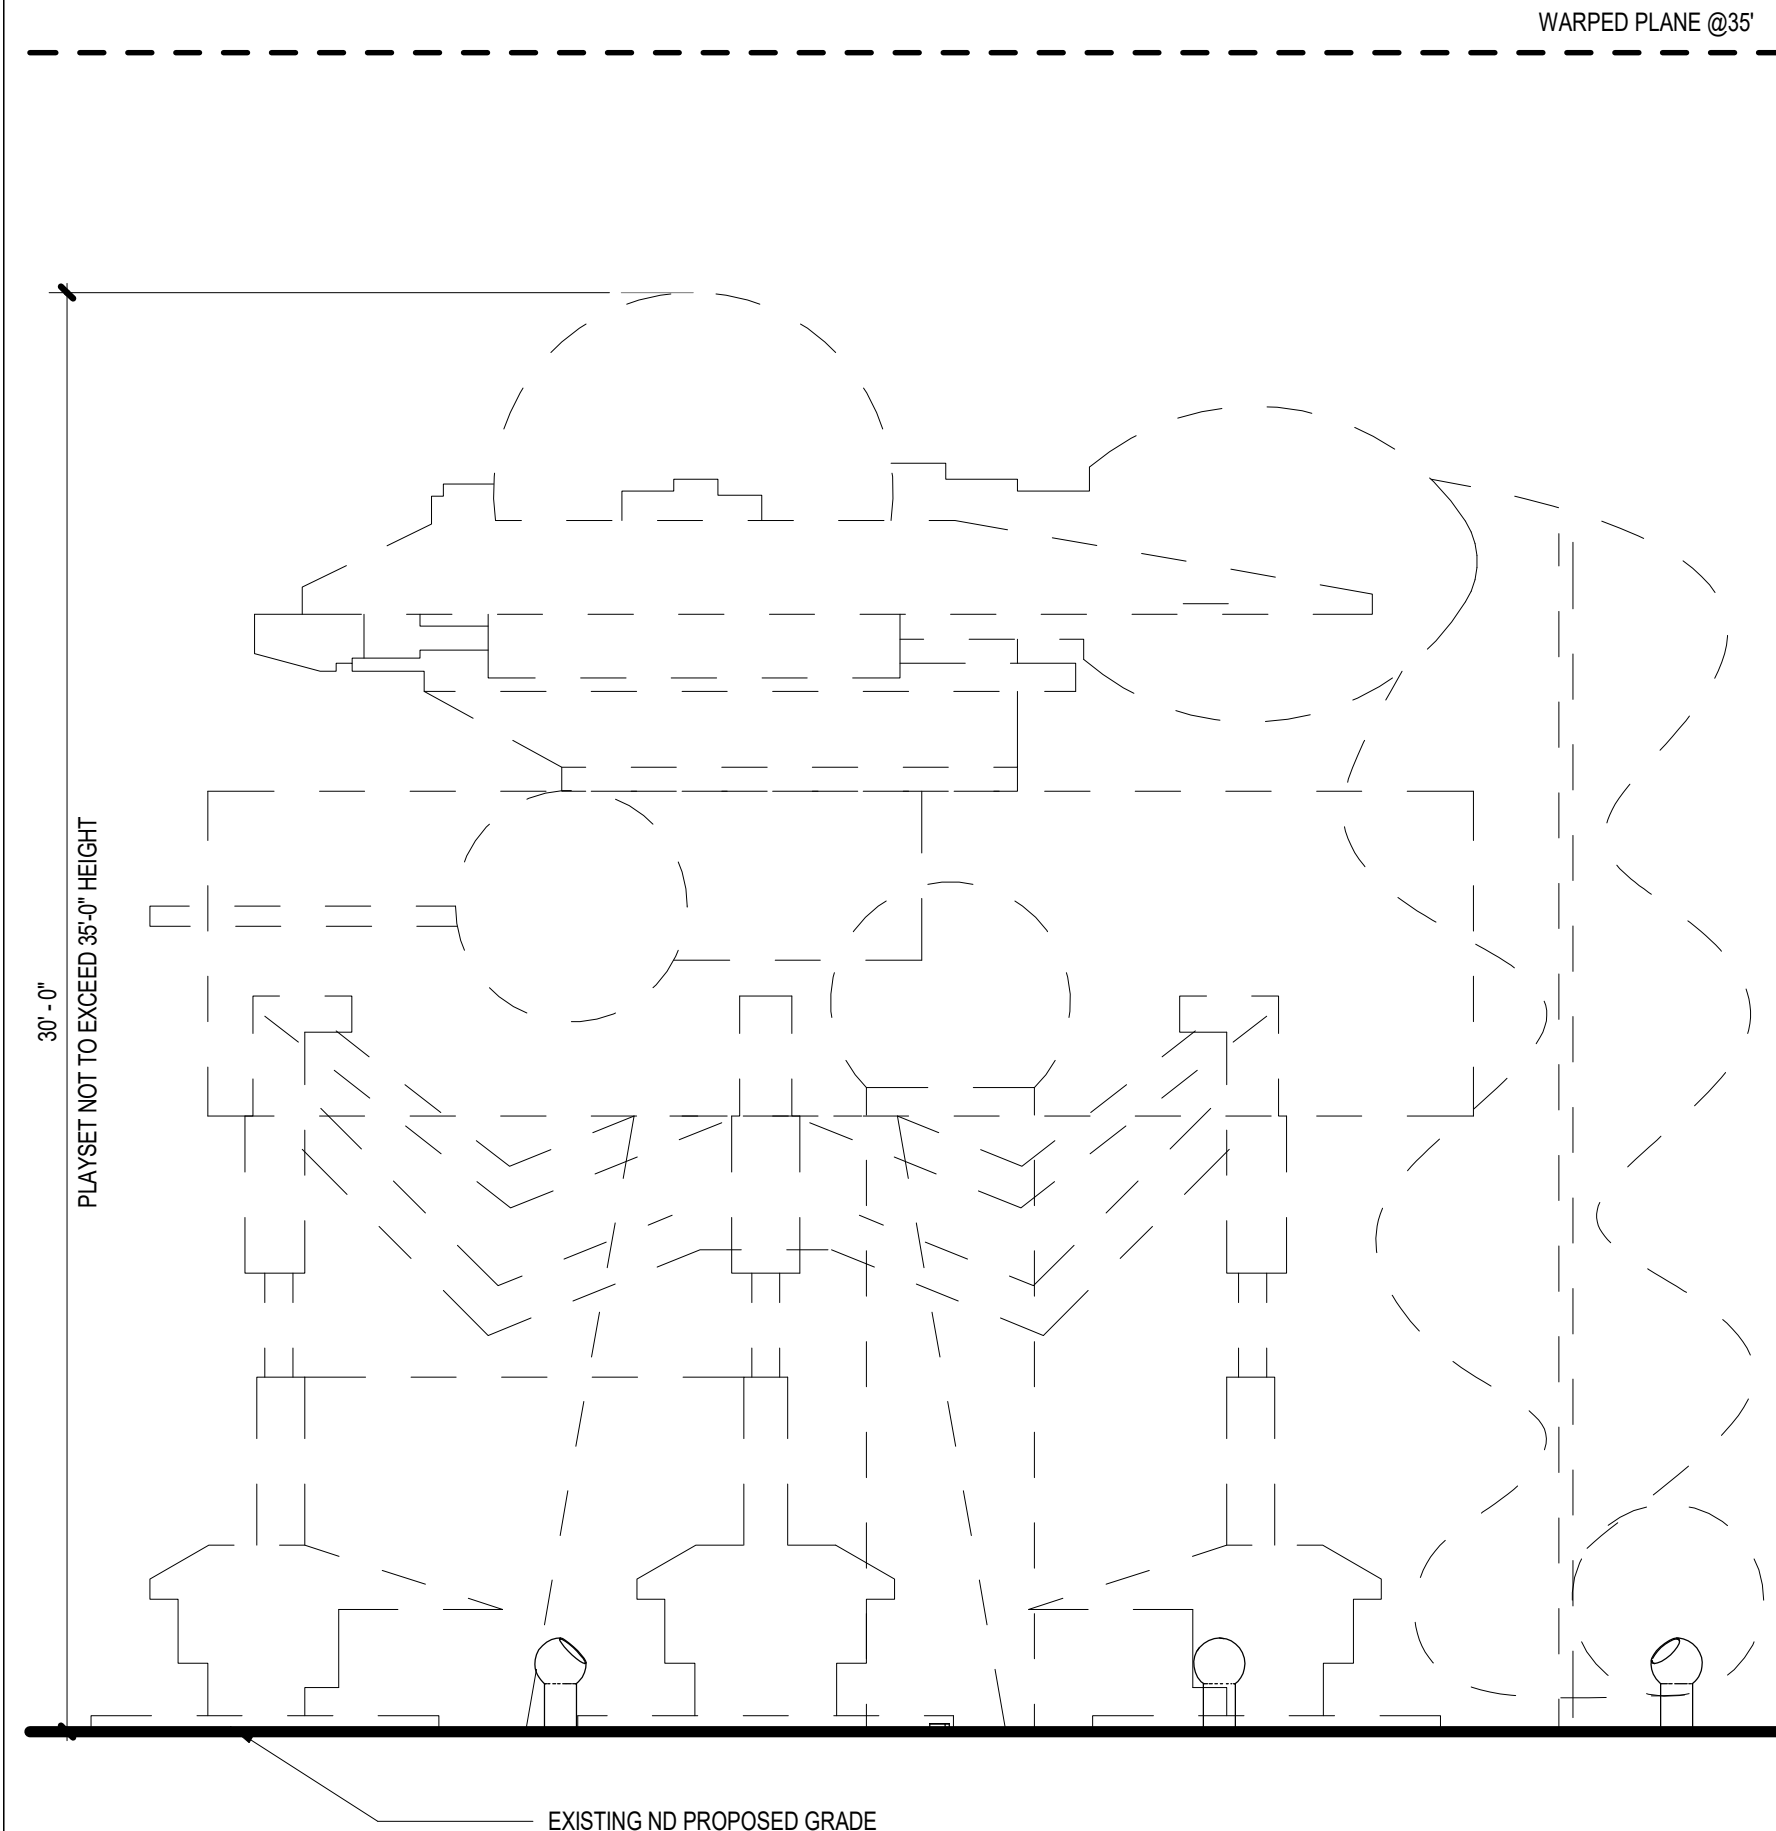 WARPED PLANE @35'
30' - 0"
PLAYSET NOT TO EXCEED 35'-0" HEIGHT
EXISTING ND PROPOSED GRADE